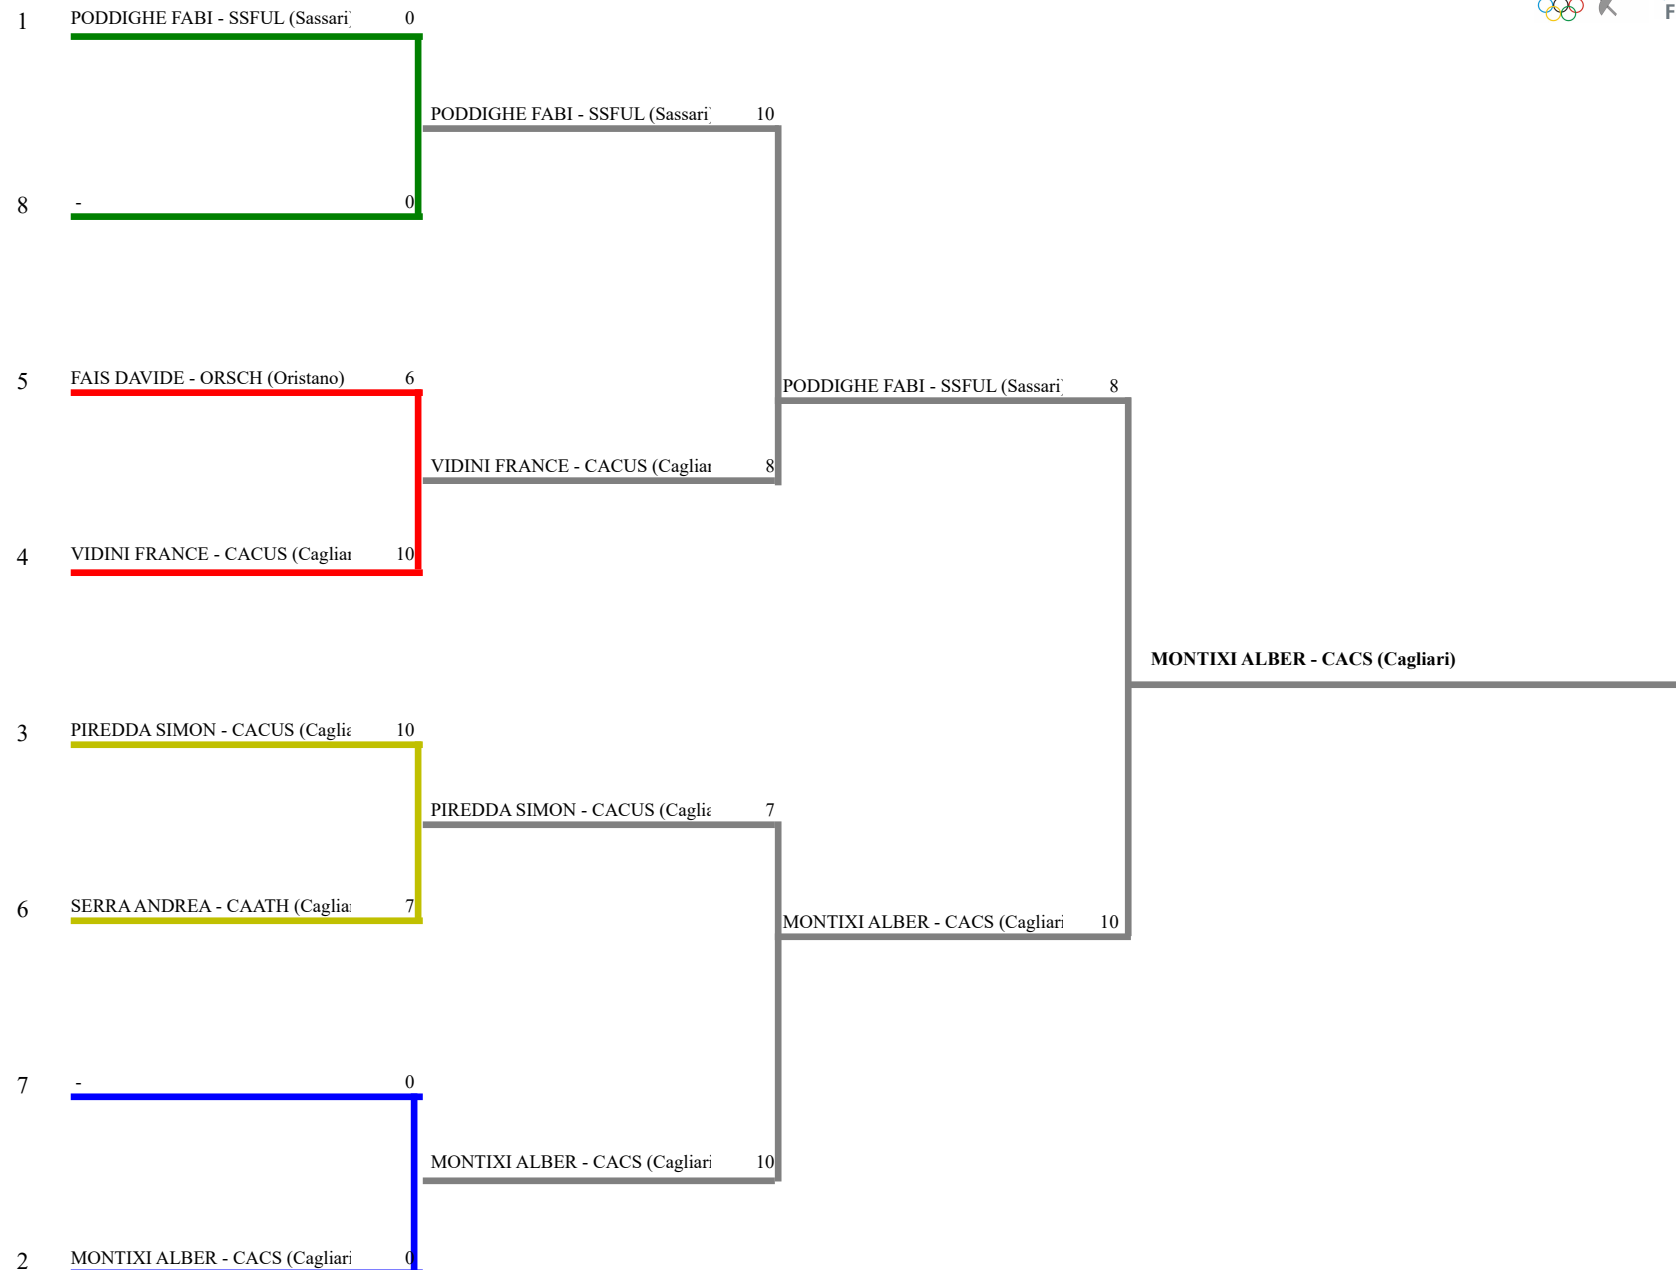 1 PODDIGHE FABI - SSFUL (Sassari) 0
F
PODDIGHE FABI - SSFUL (Sassari) 10
8 - 0
5 FAIS DAVIDE - ORSCH (Oristano) 6
PODDIGHE FABI - SSFUL (Sassari) 8
VIDINI FRANCE - CACUS (Cagliar 8
4 VIDINI FRANCE - CACUS (Cagliar 10
MONTIXI ALBER - CACS (Cagliari)
3 PIREDDA SIMON - CACUS (Caglia 10
PIREDDA SIMON - CACUS (Caglia 7
6 SERRA ANDREA - CAATH (Cagliar 7
MONTIXI ALBER - CACS (Cagliari 10
7 - 0
MONTIXI ALBER - CACS (Cagliari 10
2 MONTIXI ALBER - CACS (Cagliari 0